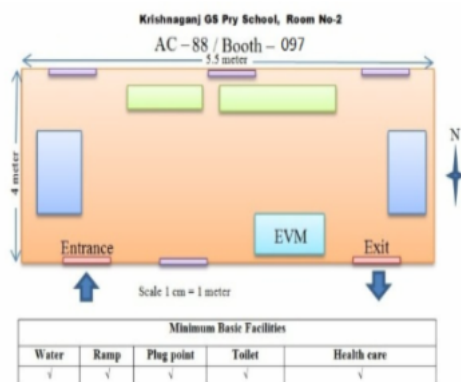 Krishnaganj GS Pry School, Room No-2
AC - 88 / Booth - 097
5.5 meter
4 meter
N
EVM
Entrance
Exit
Scale 1 cm = 1 meter
Minimum Basic Facilities
Water Ramp Plug point Toilet Health care
√ √ √ √ √